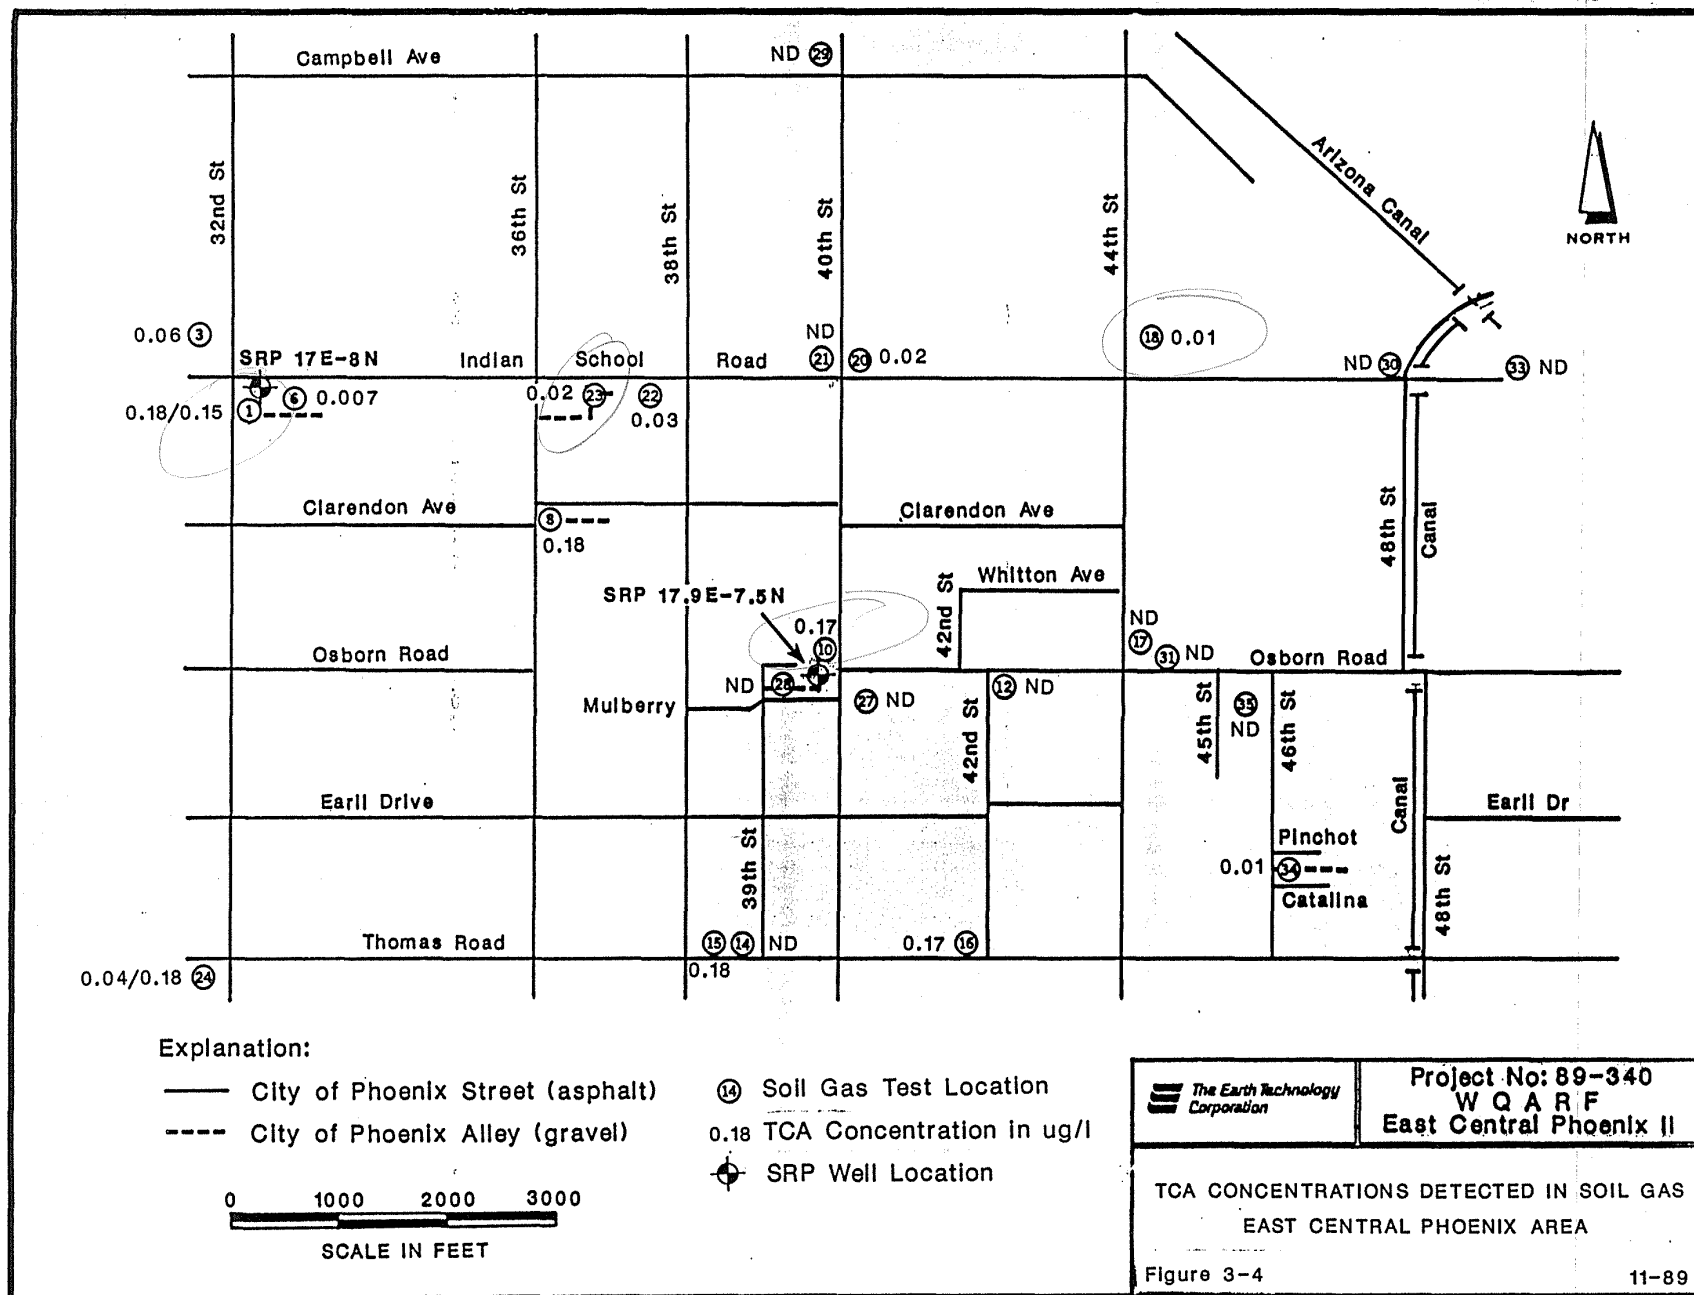 Campbell Ave
ND 29
32nd St
36th St
38th St
40th St
44th St
Arizona Canal
NORTH
0.06 3
SRP 17E-8N
Indian School Road
ND
21
20 0.02
18 0.01
ND 30
33 ND
0.18/0.15 1
6 0.007
0.02 23
22
0.03
Clarendon Ave
8
0.18
Clarendon Ave
48th St
Canal
Whitton Ave
42nd St
SRP 17.9E-7.5N
0.17
10
ND
17
31 ND
Osborn Road
Osborn Road
ND 28
Mulberry
27 ND
12 ND
42nd St
45th St
35
ND
46th St
Earll Drive
Canal
Earll Dr
39th St
Pinchot
0.01 34
Catalina
48th St
Thomas Road
15 14 ND
0.18
0.17 16
0.04/0.18 24
Explanation:
City of Phoenix Street (asphalt)
City of Phoenix Alley (gravel)
14 Soil Gas Test Location
0.18 TCA Concentration in ug/l
SRP Well Location
0 1000 2000 3000
SCALE IN FEET
The Earth Technology
Corporation
Project No: 89-340
W Q A R F
East Central Phoenix II
TCA CONCENTRATIONS DETECTED IN SOIL GAS
EAST CENTRAL PHOENIX AREA
Figure 3-4
11-89